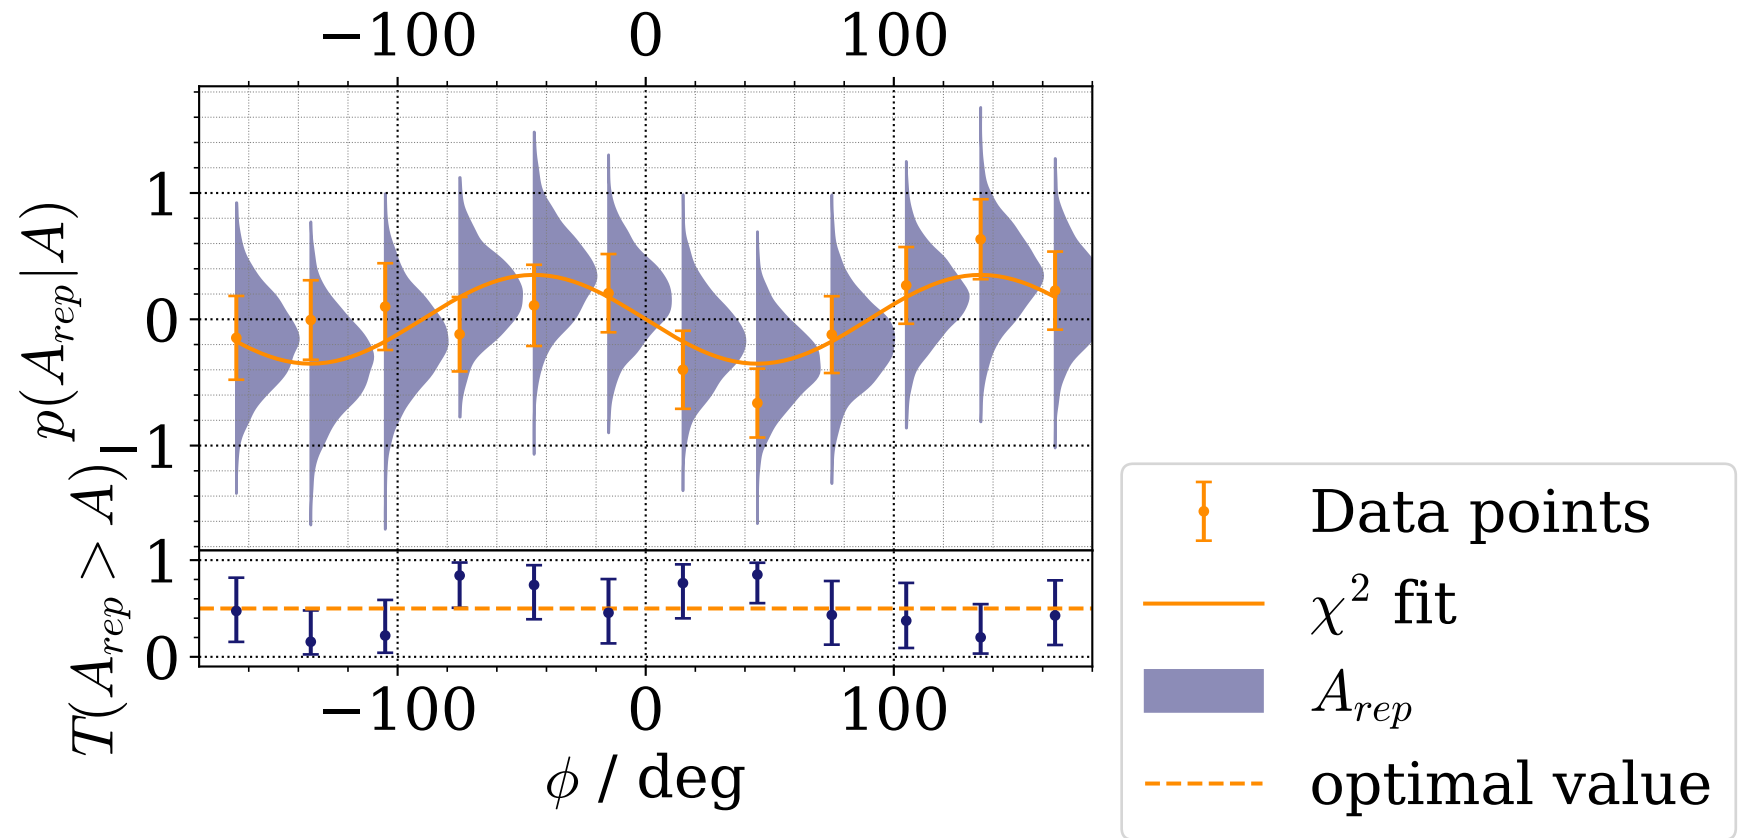 −100 0 100
p(A_rep|A)
1
0
−1
T(A_rep > A)
1
0
−100 0 100
ϕ / deg
Data points
χ² fit
A_rep
optimal value